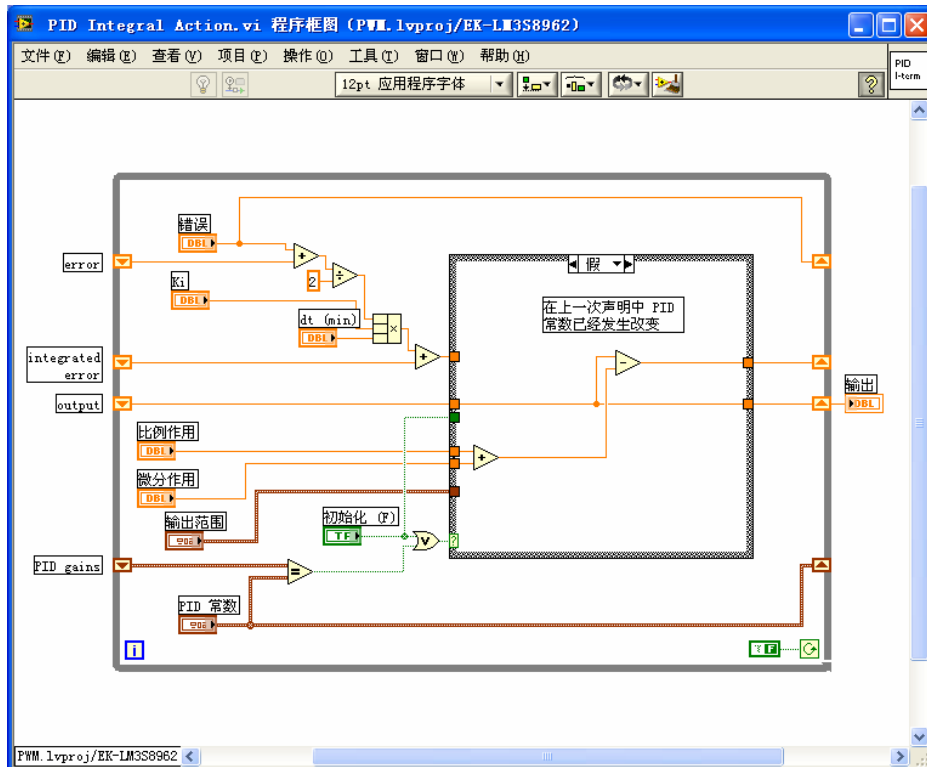 PID Integral Action.vi 程序框图 (PWM.lvproj/EK-LM3S8962)
文件(F) 编辑(E) 查看(V) 项目(P) 操作(O) 工具(T) 窗口(W) 帮助(H)
12pt 应用程序字体
?
PID
I-term
错误
DBL
error
+
÷
2
Ki
DBL
dt (min)
DBL
×
+
假
在上一次声明中 PID
常数已经发生改变
-
integrated
error
output
输出
DBL
比例作用
DBL
+
微分作用
DBL
输出范围
初始化 (F)
TF
V
?
PID gains
=
PID 常数
i
F
PWM.lvproj/EK-LM3S8962